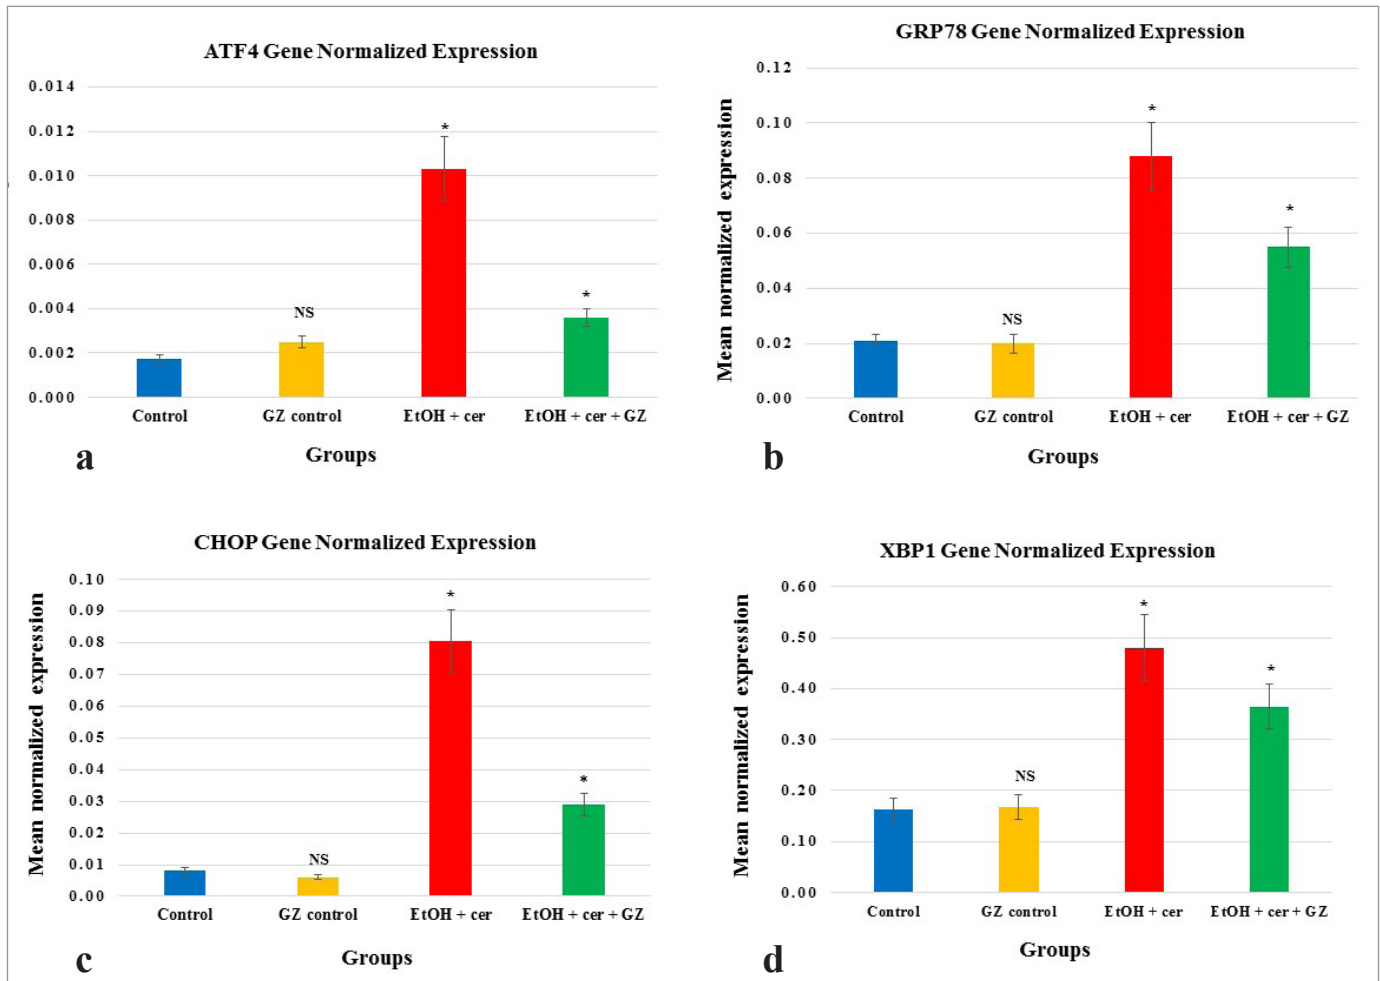 ATF4 Gene Normalized Expression
0.014
0.012
0.010
0.008
0.006
0.004
0.002
0.000
*
NS
*
Control GZ control EtOH + cer EtOH + cer + GZ
Groups
a
GRP78 Gene Normalized Expression
Mean normalized expression
0.12
0.10
0.08
0.06
0.04
0.02
0.00
*
*
NS
Control GZ control EtOH + cer EtOH + cer + GZ
Groups
b
CHOP Gene Normalized Expression
Mean normalized expression
0.10
0.09
0.08
0.07
0.06
0.05
0.04
0.03
0.02
0.01
0.00
*
*
NS
Control GZ control EtOH + cer EtOH + cer + GZ
Groups
c
XBP1 Gene Normalized Expression
Mean normalized expression
0.60
0.50
0.40
0.30
0.20
0.10
0.00
*
*
NS
Control GZ control EtOH + cer EtOH + cer + GZ
Groups
d